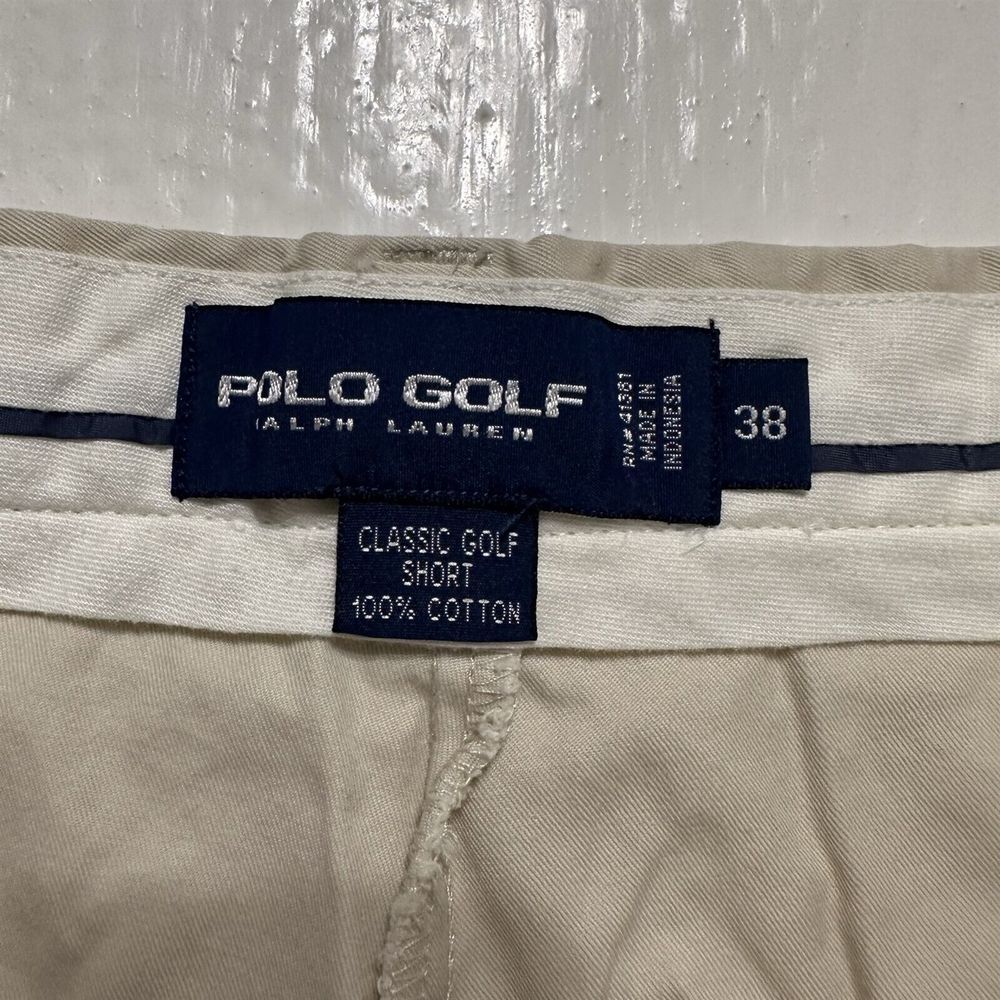 POLO GOLF
RALPH LAUREN
RN# 41381
MADE IN
INDONESIA
38
CLASSIC GOLF
SHORT
100% COTTON